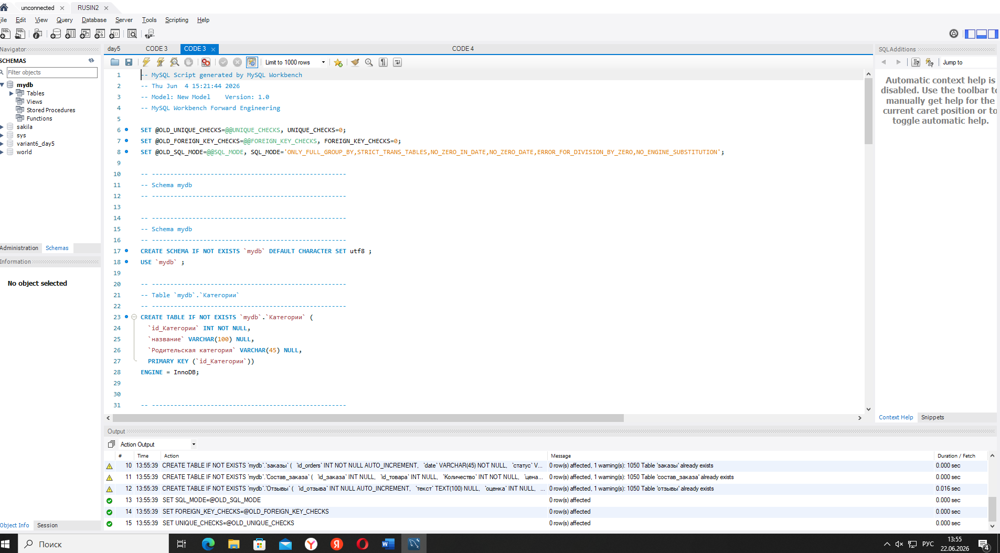 unconnected
RUSIN2
ile Edit View Query Database Server Tools Scripting Help
Navigator
SCHEMAS
Filter objects
mydb
Tables
Views
Stored Procedures
Functions
sakila
sys
variant6_day5
world
Administration Schemas
Information
No object selected
Object Info Session
day5 CODE 3 CODE 3 CODE 4
Limit to 1000 rows
1 -- MySQL Script generated by MySQL Workbench
2 -- Thu Jun  4 15:21:44 2026
3 -- Model: New Model    Version: 1.0
4 -- MySQL Workbench Forward Engineering
5
6 SET @OLD_UNIQUE_CHECKS=@@UNIQUE_CHECKS, UNIQUE_CHECKS=0;
7 SET @OLD_FOREIGN_KEY_CHECKS=@@FOREIGN_KEY_CHECKS, FOREIGN_KEY_CHECKS=0;
8 SET @OLD_SQL_MODE=@@SQL_MODE, SQL_MODE='ONLY_FULL_GROUP_BY,STRICT_TRANS_TABLES,NO_ZERO_IN_DATE,NO_ZERO_DATE,ERROR_FOR_DIVISION_BY_ZERO,NO_ENGINE_SUBSTITUTION';
9
10 -- -----------------------------------------------------
11 -- Schema mydb
12 -- -----------------------------------------------------
13
14 -- -----------------------------------------------------
15 -- Schema mydb
16 -- -----------------------------------------------------
17 CREATE SCHEMA IF NOT EXISTS `mydb` DEFAULT CHARACTER SET utf8 ;
18 USE `mydb` ;
19
20 -- -----------------------------------------------------
21 -- Table `mydb`.`Категории`
22 -- -----------------------------------------------------
23 CREATE TABLE IF NOT EXISTS `mydb`.`Категории` (
24 `id_Категории` INT NOT NULL,
25 `название` VARCHAR(100) NULL,
26 `Родительская категория` VARCHAR(45) NULL,
27 PRIMARY KEY (`id_Категории`))
28 ENGINE = InnoDB;
29
30
31 -- -----------------------------------------------------
SQLAdditions
Jump to
Automatic context help is
disabled. Use the toolbar to
manually get help for the
current caret position or to
toggle automatic help.
Context Help Snippets
Output
Action Output
# Time Action Message Duration / Fetch
10 13:55:39 CREATE TABLE IF NOT EXISTS `mydb`.`заказы` ( `id_orders` INT NOT NULL AUTO_INCREMENT, `date` VARCHAR(45) NOT NULL, `статус` V... 0 row(s) affected, 1 warning(s): 1050 Table 'заказы' already exists 0.000 sec
11 13:55:39 CREATE TABLE IF NOT EXISTS `mydb`.`Состав_заказа` ( `id_заказа` INT NULL, `id_товара` INT NULL, `Количество` INT NOT NULL, `цена... 0 row(s) affected, 1 warning(s): 1050 Table 'состав_заказа' already exists 0.000 sec
12 13:55:39 CREATE TABLE IF NOT EXISTS `mydb`.`Отзывы` ( `id_отзыва` INT NULL AUTO_INCREMENT, `текст` TEXT(100) NULL, `оценка` INT NULL, ... 0 row(s) affected, 1 warning(s): 1050 Table 'отзывы' already exists 0.016 sec
13 13:55:39 SET SQL_MODE=@OLD_SQL_MODE 0 row(s) affected 0.000 sec
14 13:55:39 SET FOREIGN_KEY_CHECKS=@OLD_FOREIGN_KEY_CHECKS 0 row(s) affected 0.000 sec
15 13:55:39 SET UNIQUE_CHECKS=@OLD_UNIQUE_CHECKS 0 row(s) affected 0.000 sec
Поиск
РУС
13:55
22.06.2026
4